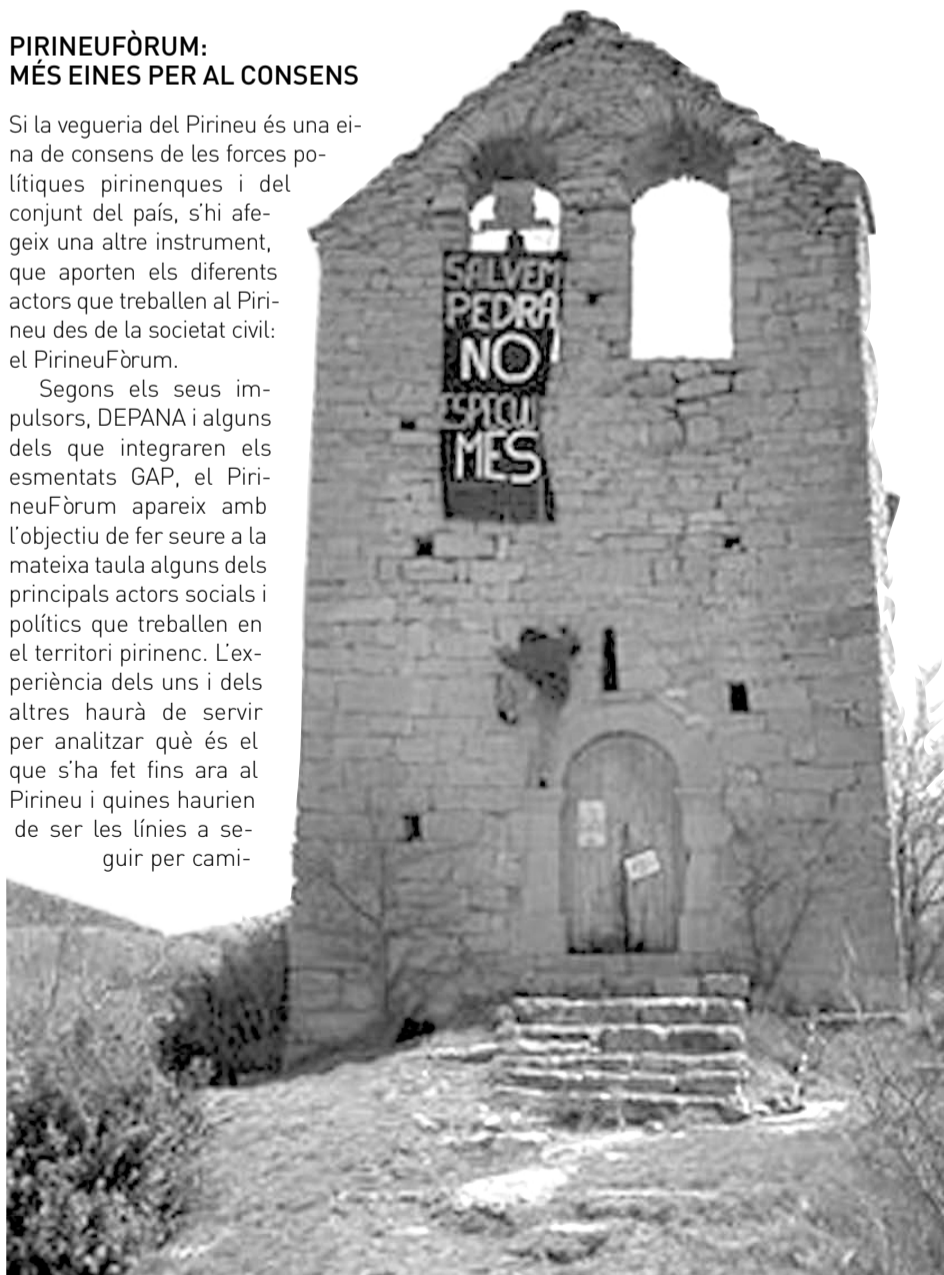 PIRINEUFÒRUM:
MÉS EINES PER AL CONSENS
Si la vegueria del Pirineu és una ei-
na de consens de les forces po-
lítiques pirinenques i del
conjunt del país, s’hi afe-
geix una altre instrument,
que aporten els diferents
actors que treballen al Piri-
neu des de la societat civil:
el PirineuFòrum.
Segons els seus im-
pulsors, DEPANA i alguns
dels que integraren els
esmentats GAP, el Piri-
neuFòrum apareix amb
l’objectiu de fer seure a la
mateixa taula alguns dels
principals actors socials i
polítics que treballen en
el territori pirinenc. L’ex-
periència dels uns i dels
altres haurà de servir
per analitzar què és el
que s’ha fet fins ara al
Pirineu i quines haurien
de ser les línies a se-
guir per cami-
SALVEM
PEDRA
NO
ESPECUL
MES